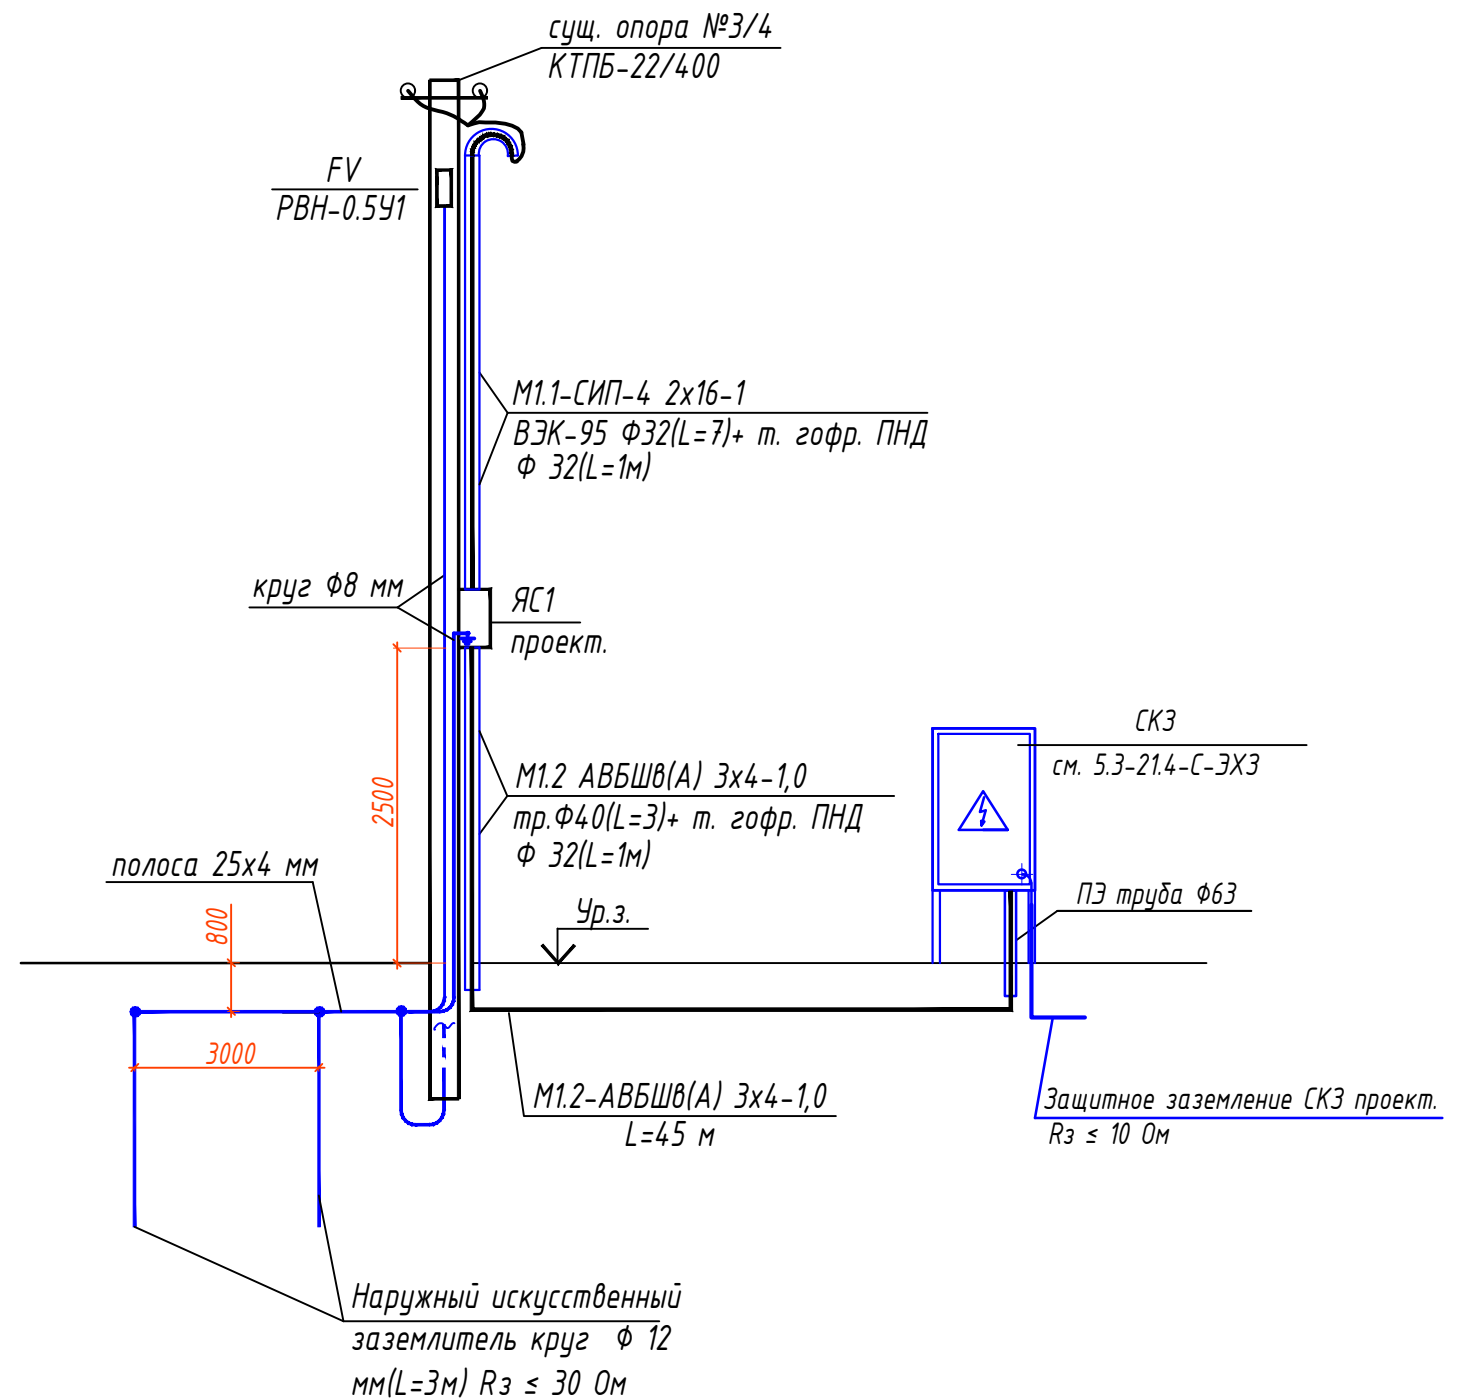 сущ. опора №3/4
КТПБ-22/400
FV
РВН-0.5У1
М1.1-СИП-4 2х16-1
ВЭК-95 Ф32(L=7)+ т. гофр. ПНД
Ф 32(L=1м)
круг Ф8 мм
ЯС1
проект.
2500
М1.2 АВБШв(А) 3х4-1,0
тр.Ф40(L=3)+ т. гофр. ПНД
Ф 32(L=1м)
СКЗ
см. 5.3-21.4-С-ЭХЗ
полоса 25х4 мм
800
Ур.з.
ПЭ труба Ф63
3000
М1.2-АВБШв(А) 3х4-1,0
L=45 м
Защитное заземление СКЗ проект.
Rз ≤ 10 Ом
Наружный искусственный
заземлитель круг Ф 12
мм(L=3м) Rз ≤ 30 Ом